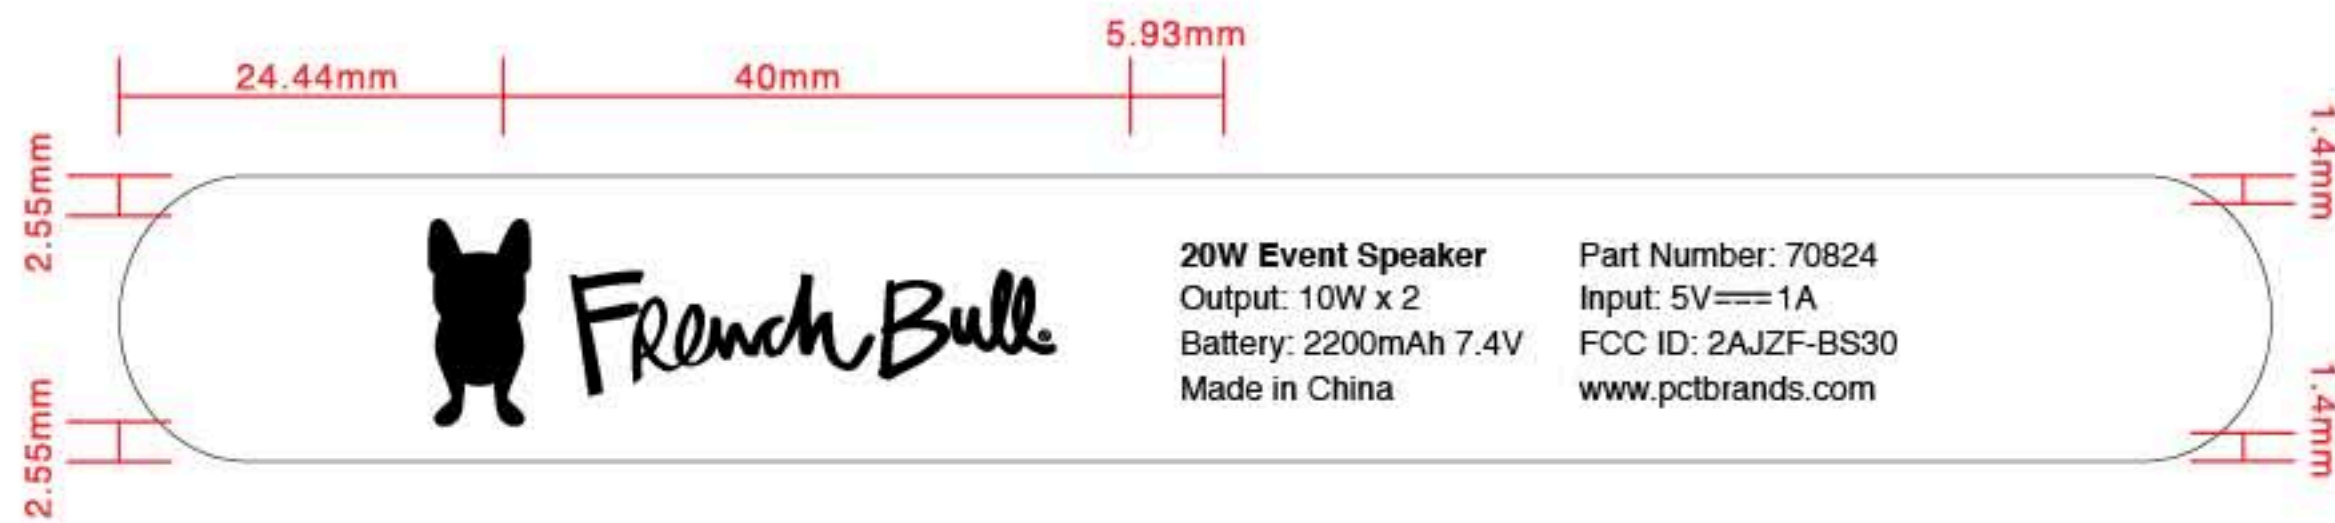 5.93mm
24.44mm
40mm
2.55mm
1.4mm
French Bull®
20W Event Speaker
Output: 10W x 2
Battery: 2200mAh 7.4V
Made in China
Part Number: 70824
Input: 5V⎓1A
FCC ID: 2AJZF-BS30
www.pctbrands.com
2.55mm
1.4mm